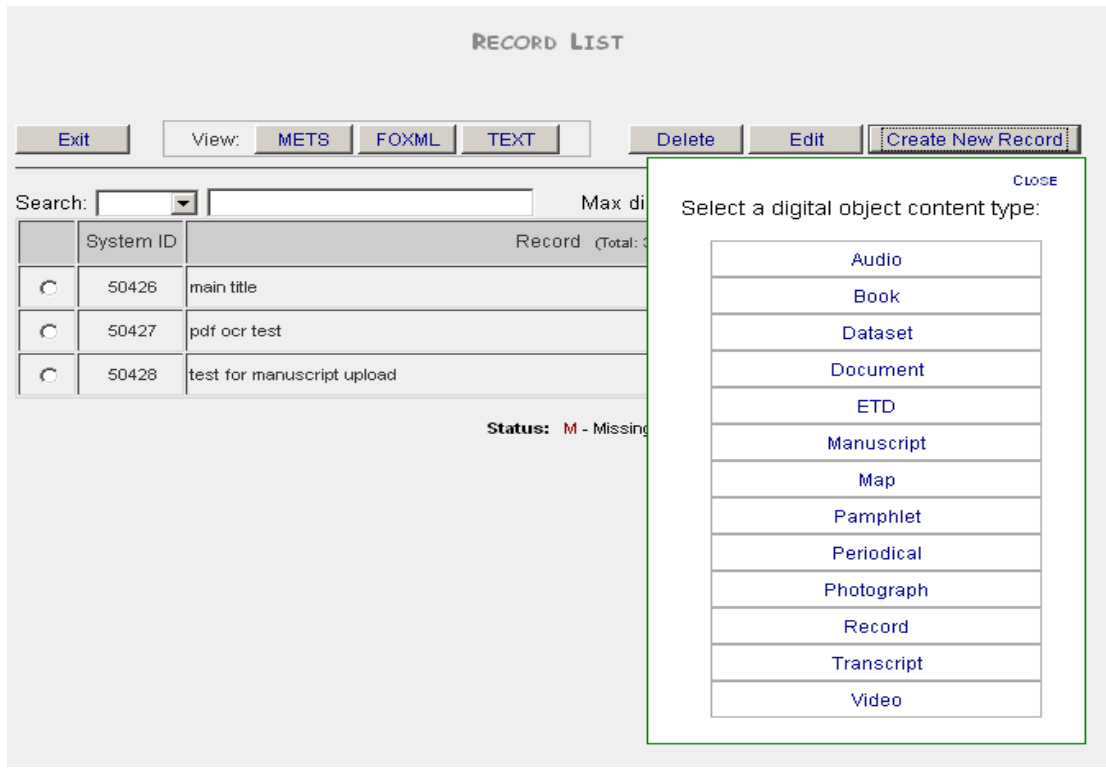 RECORD LIST
Exit View: METS FOXML TEXT Delete Edit Create New Record
CLOSE
Search: Max di
Select a digital object content type:
System ID Record (Total: 3
50426 main title
50427 pdf ocr test
50428 test for manuscript upload
Status: M - Missing
Audio
Book
Dataset
Document
ETD
Manuscript
Map
Pamphlet
Periodical
Photograph
Record
Transcript
Video